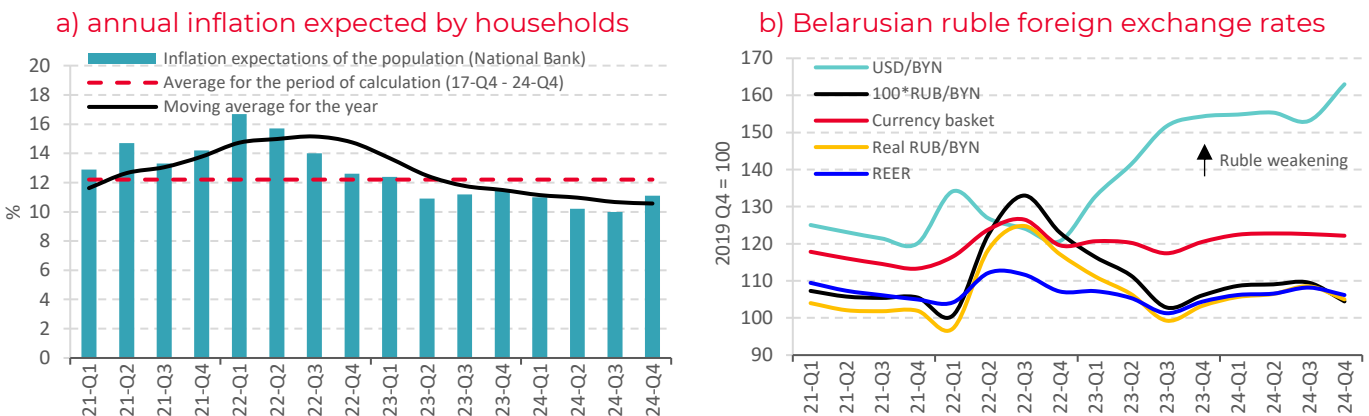 a) annual inflation expected by households
20
18
16
14
12
10
8
6
4
2
0
%
Inflation expectations of the population (National Bank)
Average for the period of calculation (17-Q4 - 24-Q4)
Moving average for the year
21-Q1
21-Q2
21-Q3
21-Q4
22-Q1
22-Q2
22-Q3
22-Q4
23-Q1
23-Q2
23-Q3
23-Q4
24-Q1
24-Q2
24-Q3
24-Q4
b) Belarusian ruble foreign exchange rates
170
160
150
140
130
120
110
100
90
2019 Q4 = 100
USD/BYN
100*RUB/BYN
Currency basket
Real RUB/BYN
REER
Ruble weakening
21-Q1
21-Q2
21-Q3
21-Q4
22-Q1
22-Q2
22-Q3
22-Q4
23-Q1
23-Q2
23-Q3
23-Q4
24-Q1
24-Q2
24-Q3
24-Q4